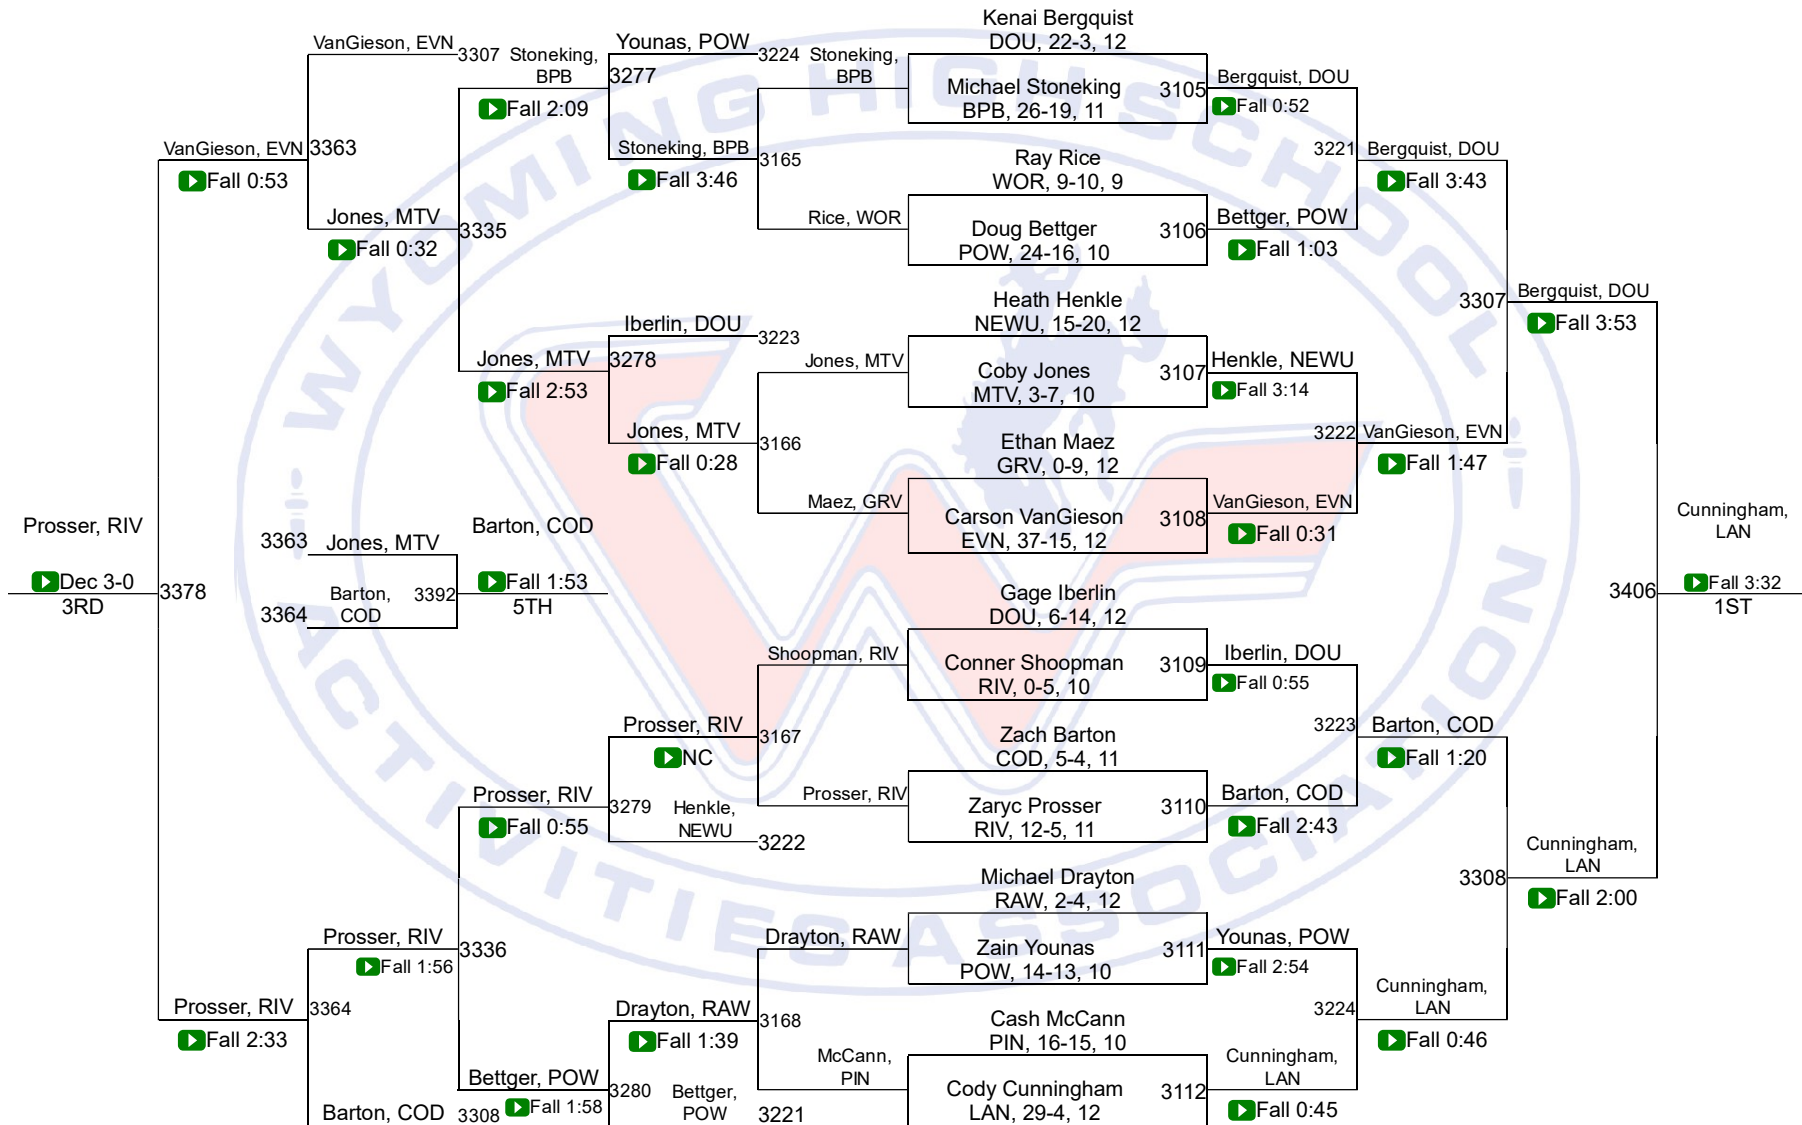 Kenai Bergquist
VanGieson, EVN 3307 Stoneking, BPB Younas, POW 3224 Stoneking, BPB DOU, 22-3, 12
3277
Fall 2:09
Michael Stoneking 3105 Bergquist, DOU
BPB, 26-19, 11 Fall 0:52
VanGieson, EVN 3363 Stoneking, BPB 3165 3221 Bergquist, DOU
Fall 0:53 Fall 3:46 Fall 3:43
Ray Rice
WOR, 9-10, 9
Jones, MTV 3335 Rice, WOR Doug Bettger 3106 Bettger, POW
Fall 0:32 POW, 24-16, 10 Fall 1:03
Heath Henkle 3307 Bergquist, DOU
Iberlin, DOU 3223 NEWU, 15-20, 12 Fall 3:53
Jones, MTV 3278 Jones, MTV Coby Jones 3107 Henkle, NEWU
Fall 2:53 MTV, 3-7, 10 Fall 3:14
Jones, MTV 3166 Ethan Maez 3222 VanGieson, EVN
Fall 0:28 GRV, 0-9, 12 Fall 1:47
Maez, GRV Carson VanGieson 3108 VanGieson, EVN
EVN, 37-15, 12 Fall 0:31
Prosser, RIV 3363 Jones, MTV Barton, COD Cunningham, LAN
Dec 3-0 3378 Barton, COD 3392 Fall 1:53 3406 Fall 3:32
3RD 3364 5TH 1ST
Gage Iberlin
DOU, 6-14, 12
Shoopman, RIV Conner Shoopman 3109 Iberlin, DOU
RIV, 0-5, 10 Fall 0:55
Prosser, RIV 3167 Zach Barton 3223 Barton, COD
NC COD, 5-4, 11 Fall 1:20
Prosser, RIV 3279 Henkle, NEWU Prosser, RIV Zaryc Prosser 3110 Barton, COD
Fall 0:55 3222 RIV, 12-5, 11 Fall 2:43
Michael Drayton 3308 Cunningham, LAN
RAW, 2-4, 12 Fall 2:00
Prosser, RIV 3336 Drayton, RAW Zain Younas 3111 Younas, POW
Fall 1:56 POW, 14-13, 10 Fall 2:54
Prosser, RIV 3364 Drayton, RAW 3168 Cash McCann 3224 Cunningham, LAN
Fall 2:33 Fall 1:39 PIN, 16-15, 10 Fall 0:46
Bettger, POW 3280 Bettger, POW McCann, PIN Cody Cunningham 3112 Cunningham, LAN
Barton, COD 3308 Fall 1:58 3221 LAN, 29-4, 12 Fall 0:45
WYOMING HIGH SCHOOL
ACTIVITIES ASSOCIATION